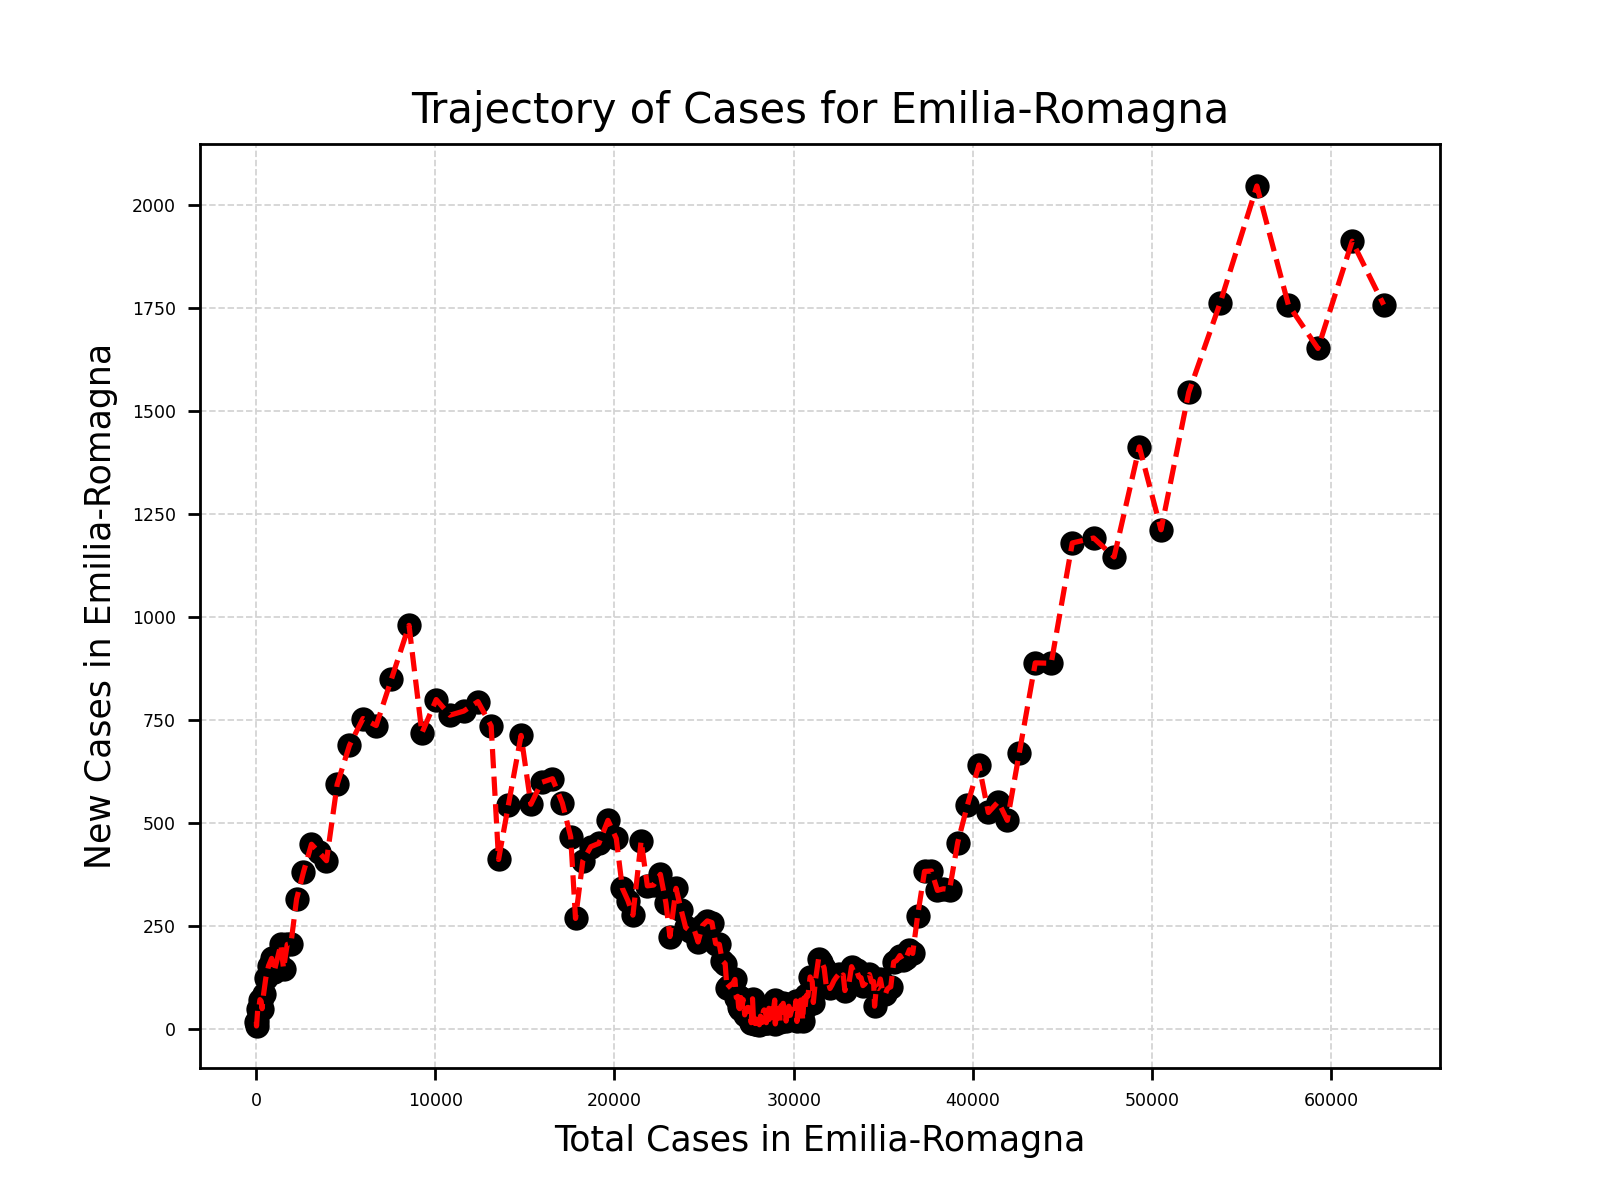 Trajectory of Cases for Emilia-Romagna
New Cases in Emilia-Romagna
2000
1750
1500
1250
1000
750
500
250
0
0 10000 20000 30000 40000 50000 60000
Total Cases in Emilia-Romagna